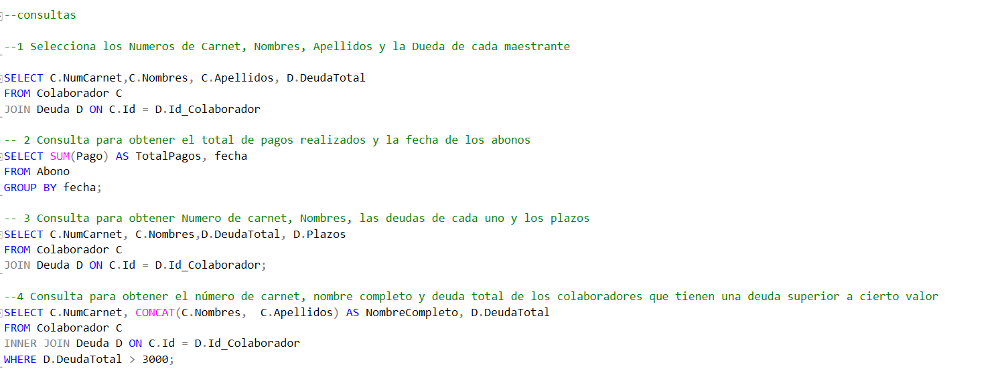 --consultas
--1 Selecciona los Numeros de Carnet, Nombres, Apellidos y la Dueda de cada maestrante
SELECT C.NumCarnet,C.Nombres, C.Apellidos, D.DeudaTotal
FROM Colaborador C
JOIN Deuda D ON C.Id = D.Id_Colaborador
-- 2 Consulta para obtener el total de pagos realizados y la fecha de los abonos
SELECT SUM(Pago) AS TotalPagos, fecha
FROM Abono
GROUP BY fecha;
-- 3 Consulta para obtener Numero de carnet, Nombres, las deudas de cada uno y los plazos
SELECT C.NumCarnet, C.Nombres,D.DeudaTotal, D.Plazos
FROM Colaborador C
JOIN Deuda D ON C.Id = D.Id_Colaborador;
--4 Consulta para obtener el número de carnet, nombre completo y deuda total de los colaboradores que tienen una deuda superior a cierto valor
SELECT C.NumCarnet, CONCAT(C.Nombres,  C.Apellidos) AS NombreCompleto, D.DeudaTotal
FROM Colaborador C
INNER JOIN Deuda D ON C.Id = D.Id_Colaborador
WHERE D.DeudaTotal > 3000;